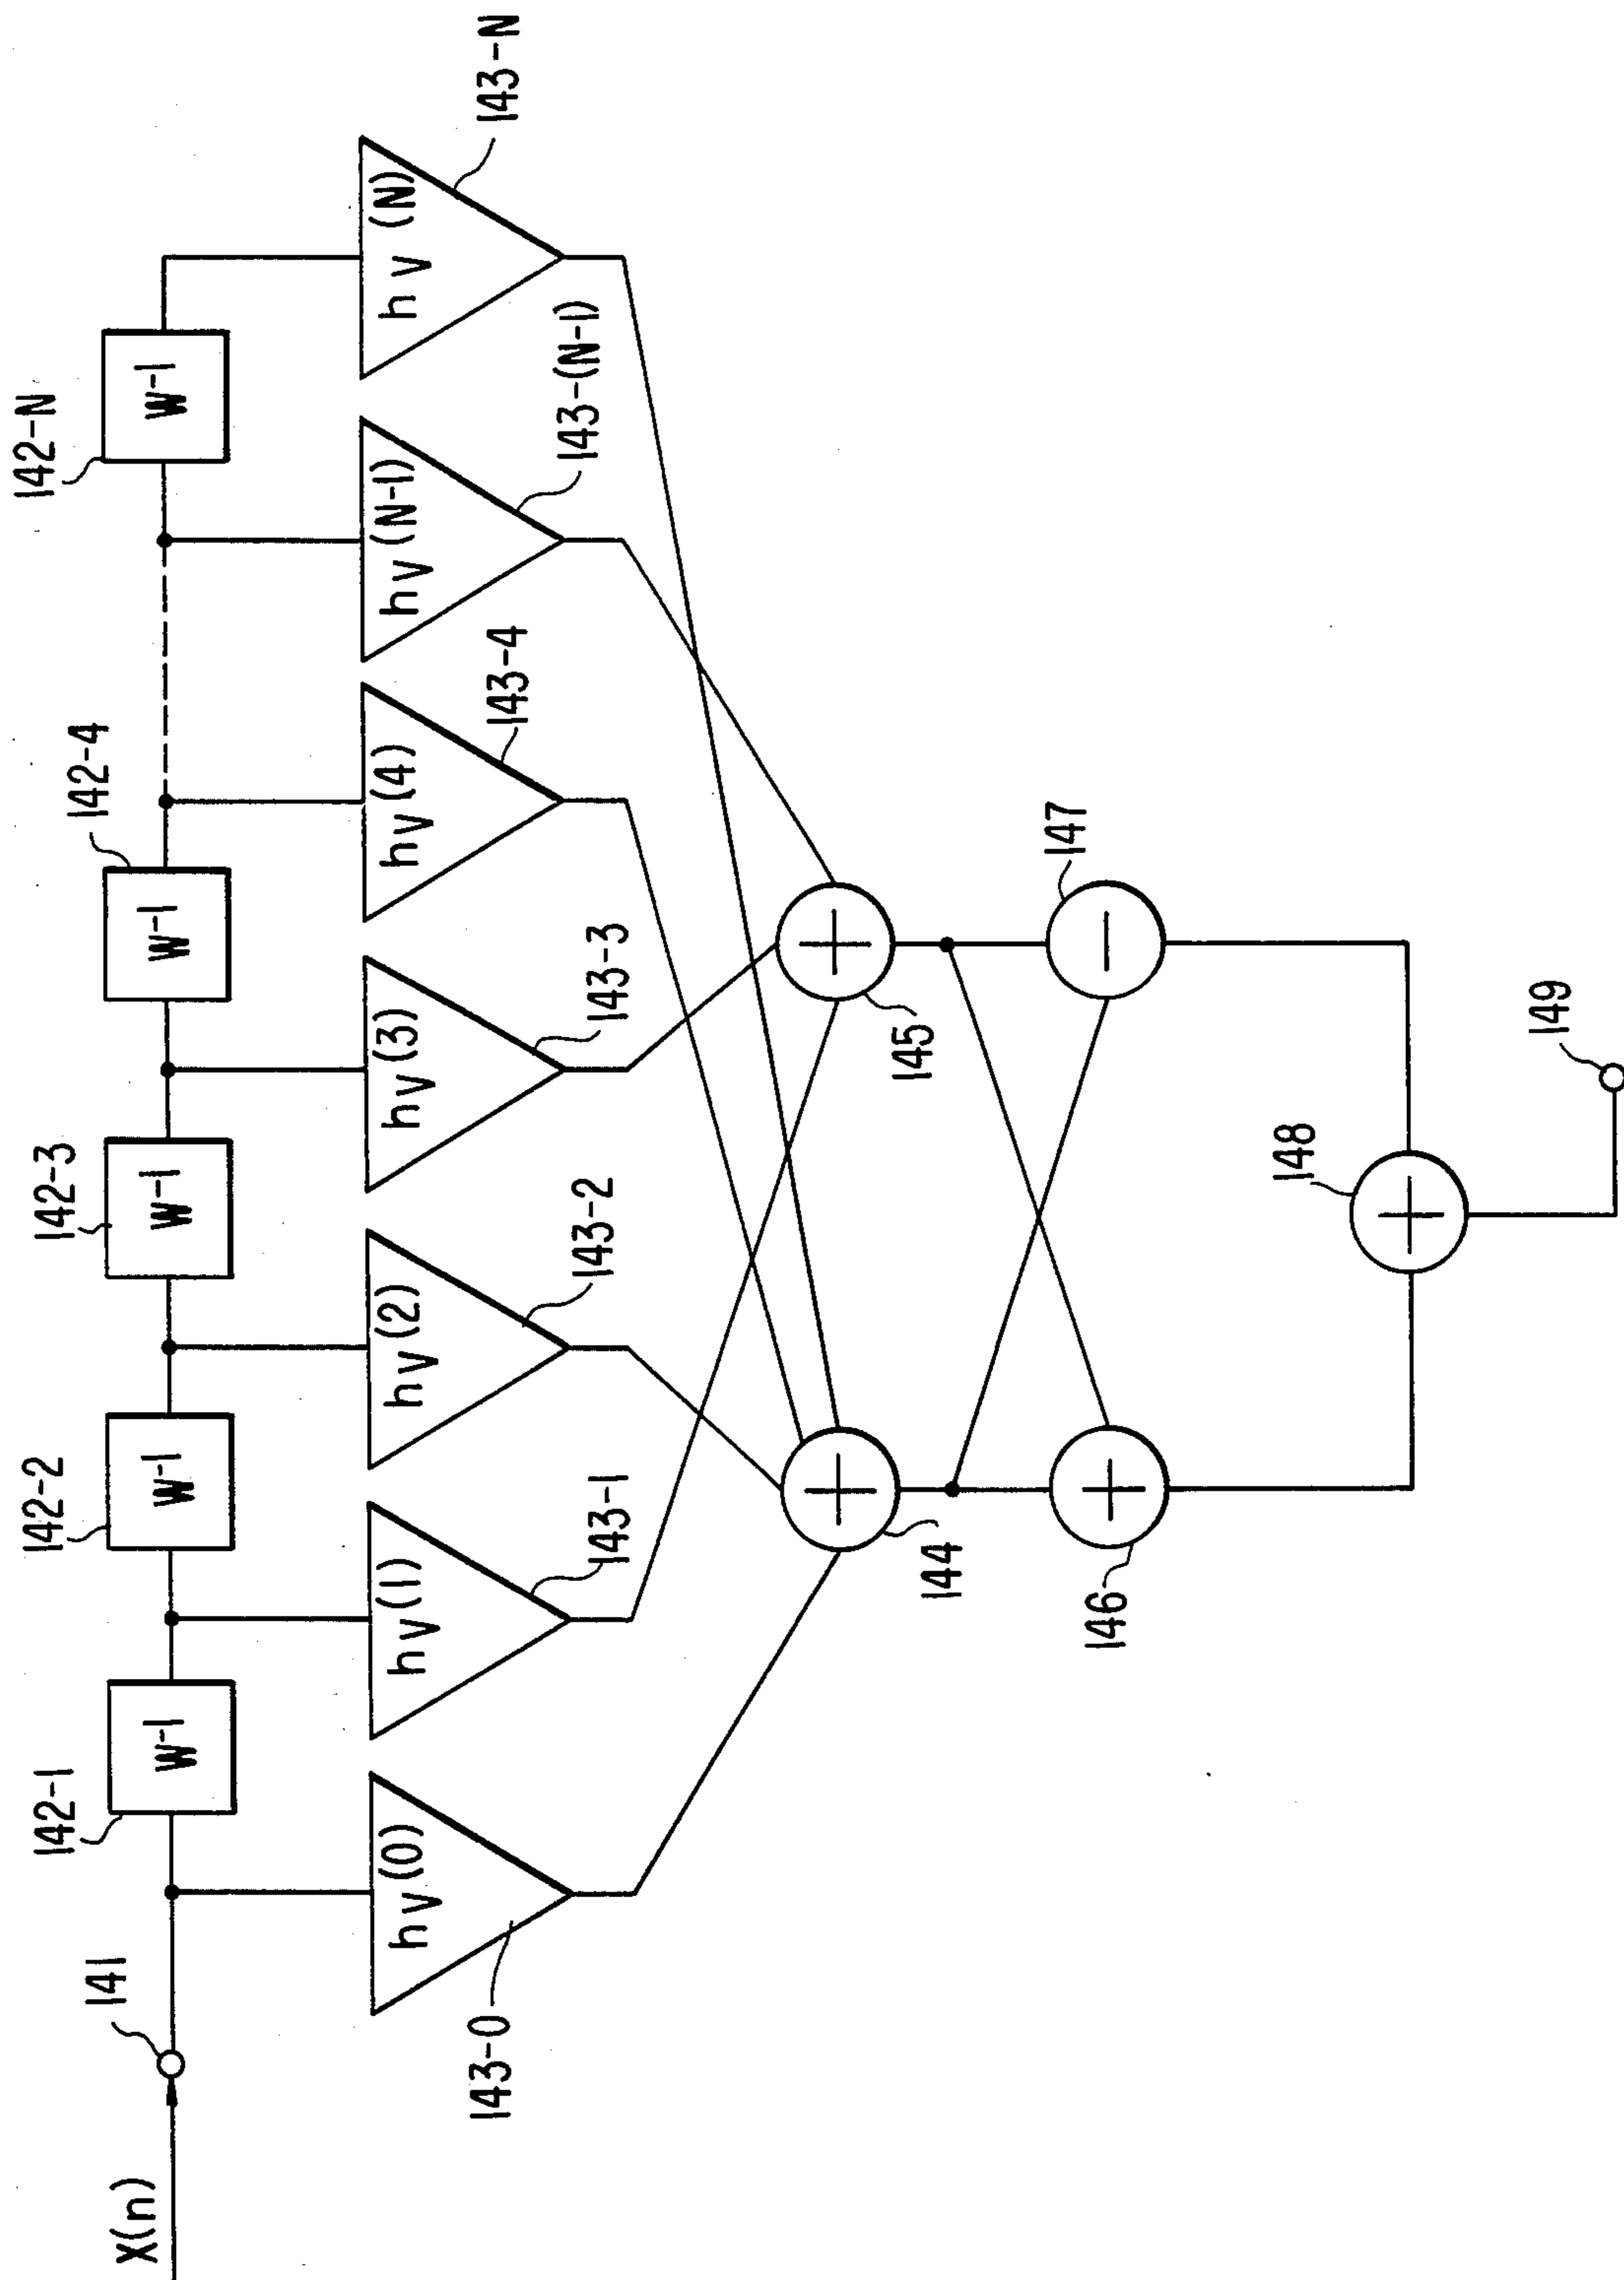 X(n)
141
142-1
142-2
142-3
142-4
142-N
W-1
W-1
W-1
W-1
W-1
hv(0)
hv(1)
hv(2)
hv(3)
hv(4)
hv(N-1)
hv(N)
143-0
143-1
143-2
143-3
143-4
143-(N-1)
143-N
+
+
144
145
+
−
146
147
+
148
149